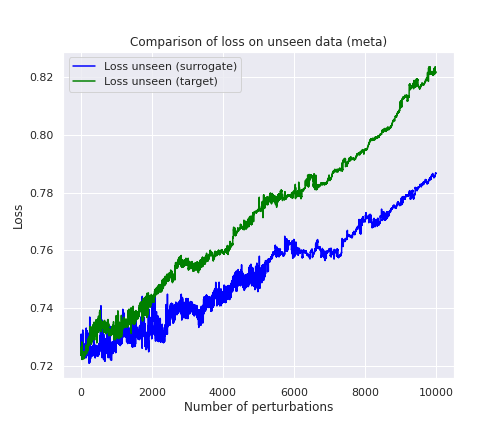 Comparison of loss on unseen data (meta)
Loss unseen (surrogate)
Loss unseen (target)
0.82
0.80
0.78
0.76
0.74
0.72
Loss
0 2000 4000 6000 8000 10000
Number of perturbations